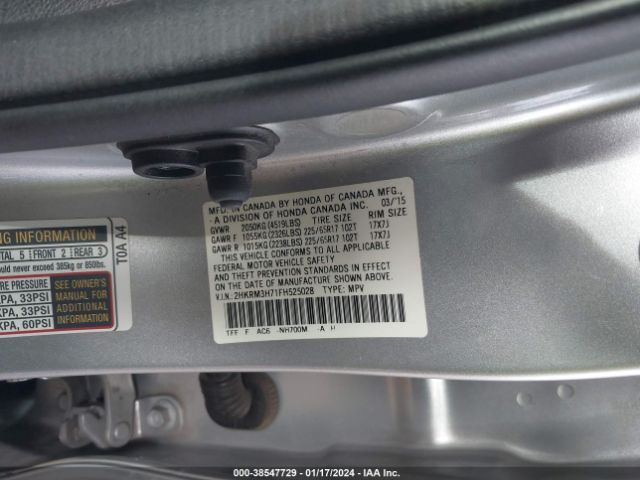 MFD. IN CANADA BY HONDA OF CANADA MFG.,
A DIVISION OF HONDA CANADA INC. 03/15
GVWR 2050KG (4519LBS) TIRE SIZE RIM SIZE
GAWR F 1055KG (2326LBS) 225/65R17 102T 17X7J
GAWR R 1015KG (2238LBS) 225/65R17 102T 17X7J
THIS VEHICLE CONFORMS TO ALL APPLICABLE
FEDERAL MOTOR VEHICLE SAFETY
AND THEFT PREVENTION STANDARDS IN EFFECT
ON THE DATE OF MANUFACTURE SHOWN ABOVE.
V.I.N.: 2HKRM3H71FH525028 TYPE: MPV
NH700M
NG INFORMATION
TOTAL 5 FRONT 2 REAR 3
ould never exceed 385kg or 850lbs.
T0A A4
E PRESSURE
KPA, 33PSI
KPA, 33PSI
KPA, 60PSI
SEE OWNER'S
MANUAL FOR
ADDITIONAL
INFORMATION
000-38547729 - 01/17/2024 - IAA Inc.